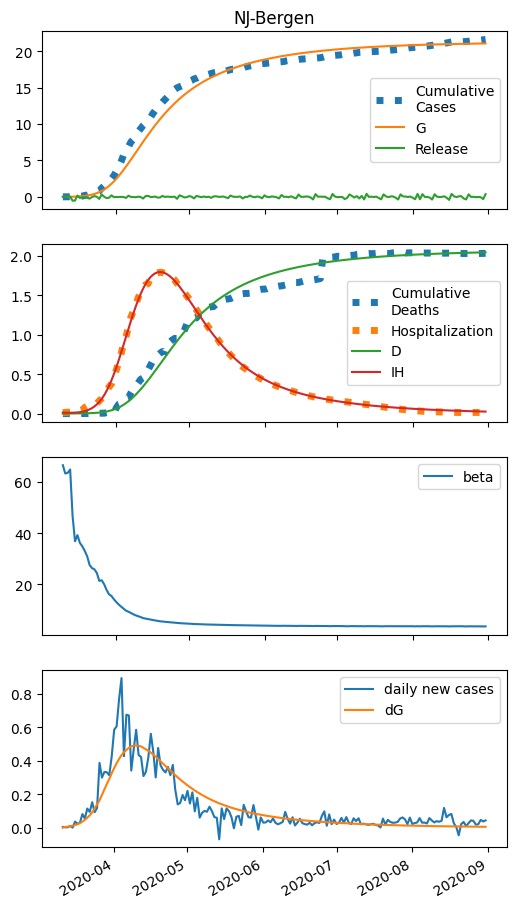 NJ-Bergen
20
15
10
5
0
Cumulative
Cases
G
Release
2.0
1.5
1.0
0.5
0.0
Cumulative
Deaths
Hospitalization
D
IH
60
40
20
beta
0.8
0.6
0.4
0.2
0.0
daily new cases
dG
2020-04
2020-05
2020-06
2020-07
2020-08
2020-09